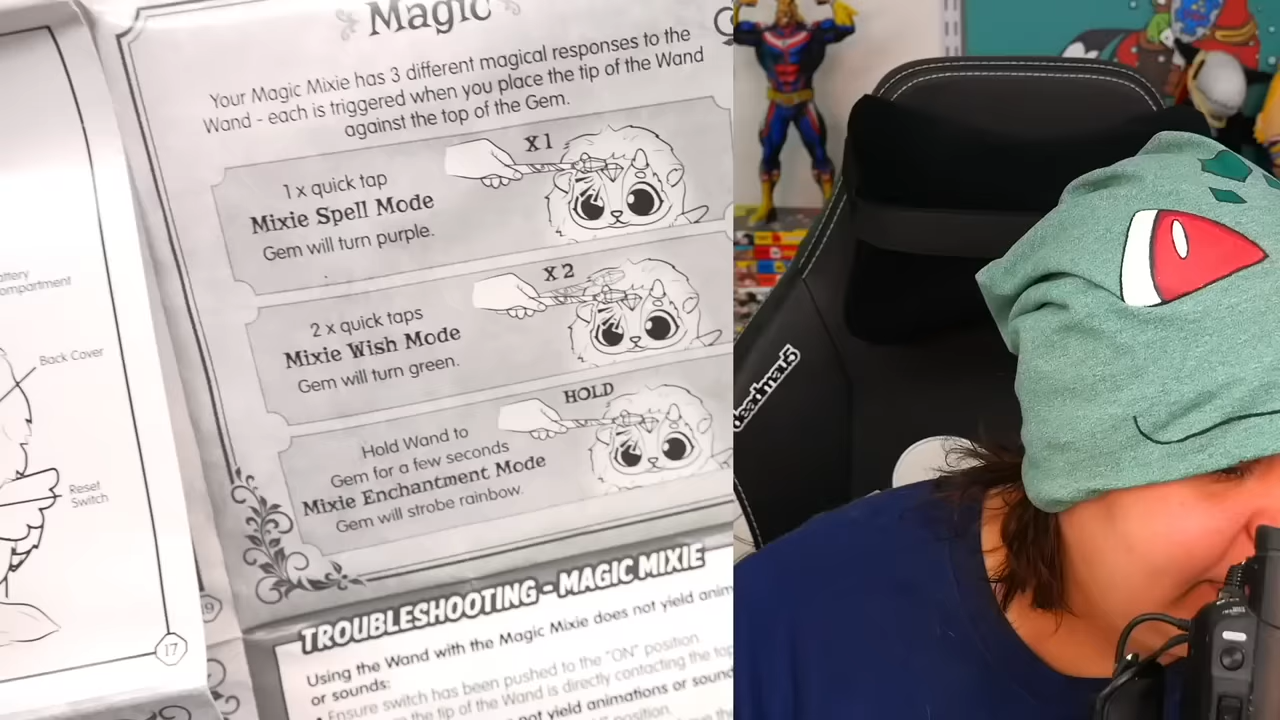 Magic
Your Magic Mixie has 3 different magical responses to the
Wand - each is triggered when you place the tip of the Wand
against the top of the Gem.
1 x quick tap
Mixie Spell Mode
Gem will turn purple.
X 1
2 x quick taps
Mixie Wish Mode
Gem will turn green.
X 2
Hold Wand to
Gem for a few seconds
Mixie Enchantment Mode
Gem will strobe rainbow.
HOLD
TROUBLESHOOTING - MAGIC MIXIE
Using the Wand with the Magic Mixie does not yield
or sounds:
Ensure switch has been pushed to the "ON" position
the tip of the Wand is directly contacting the
not yield animations or
position
Back Cover
Reset
Switch
17
deadmau5